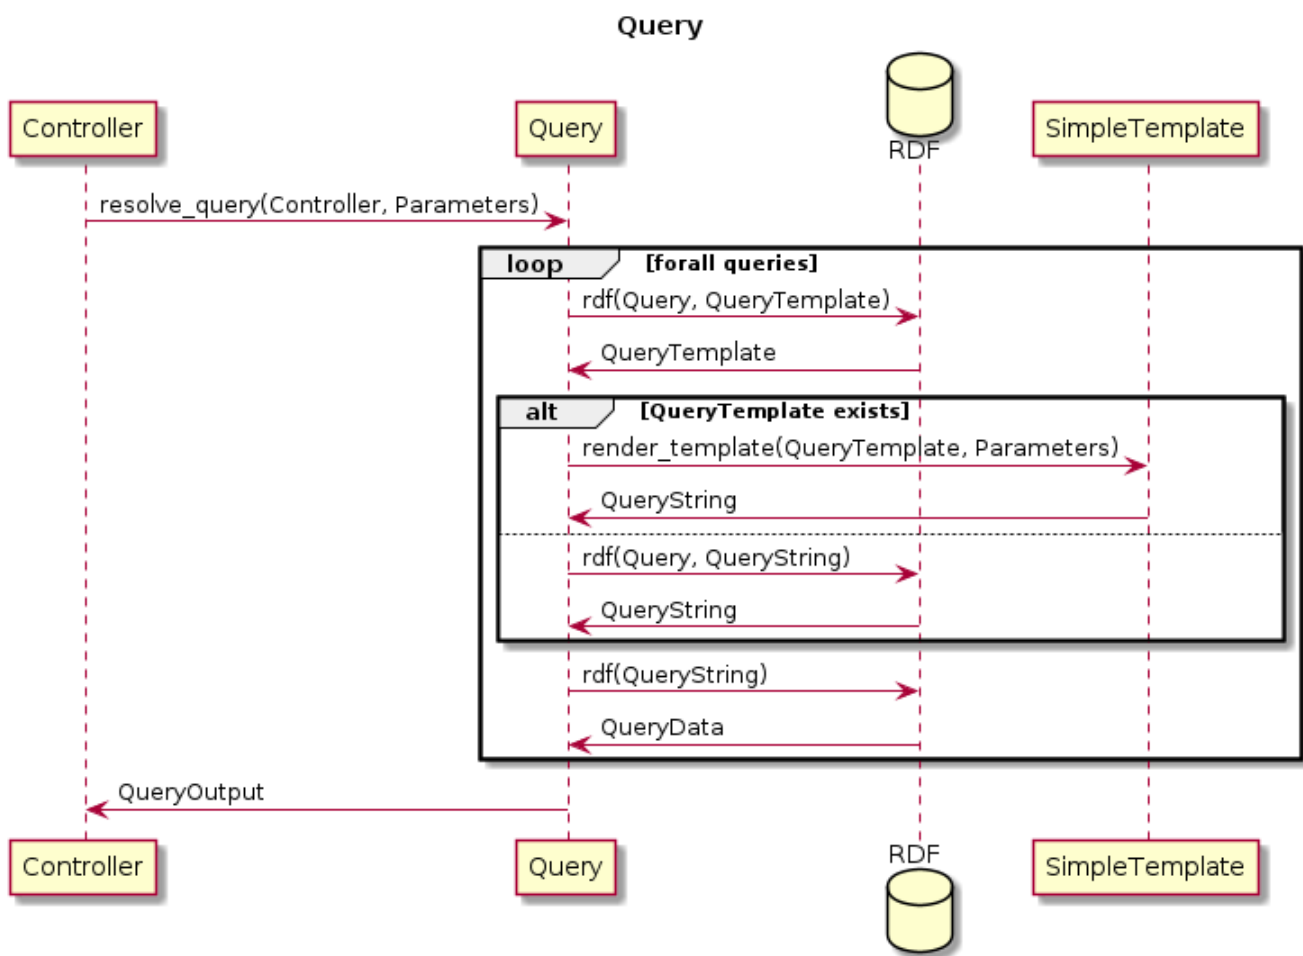 Query
Controller
Query
RDF
SimpleTemplate
resolve_query(Controller, Parameters)
loop
[forall queries]
rdf(Query, QueryTemplate)
QueryTemplate
alt
[QueryTemplate exists]
render_template(QueryTemplate, Parameters)
QueryString
rdf(Query, QueryString)
QueryString
rdf(QueryString)
QueryData
QueryOutput
Controller
Query
RDF
SimpleTemplate